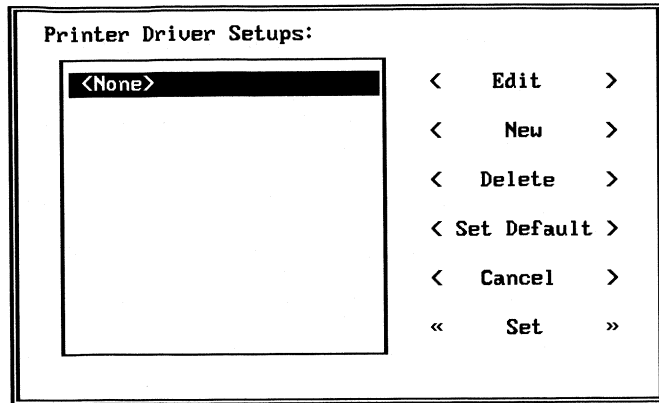 Printer Driver Setups:
<None>
< Edit >
< New >
< Delete >
< Set Default >
< Cancel >
« Set »